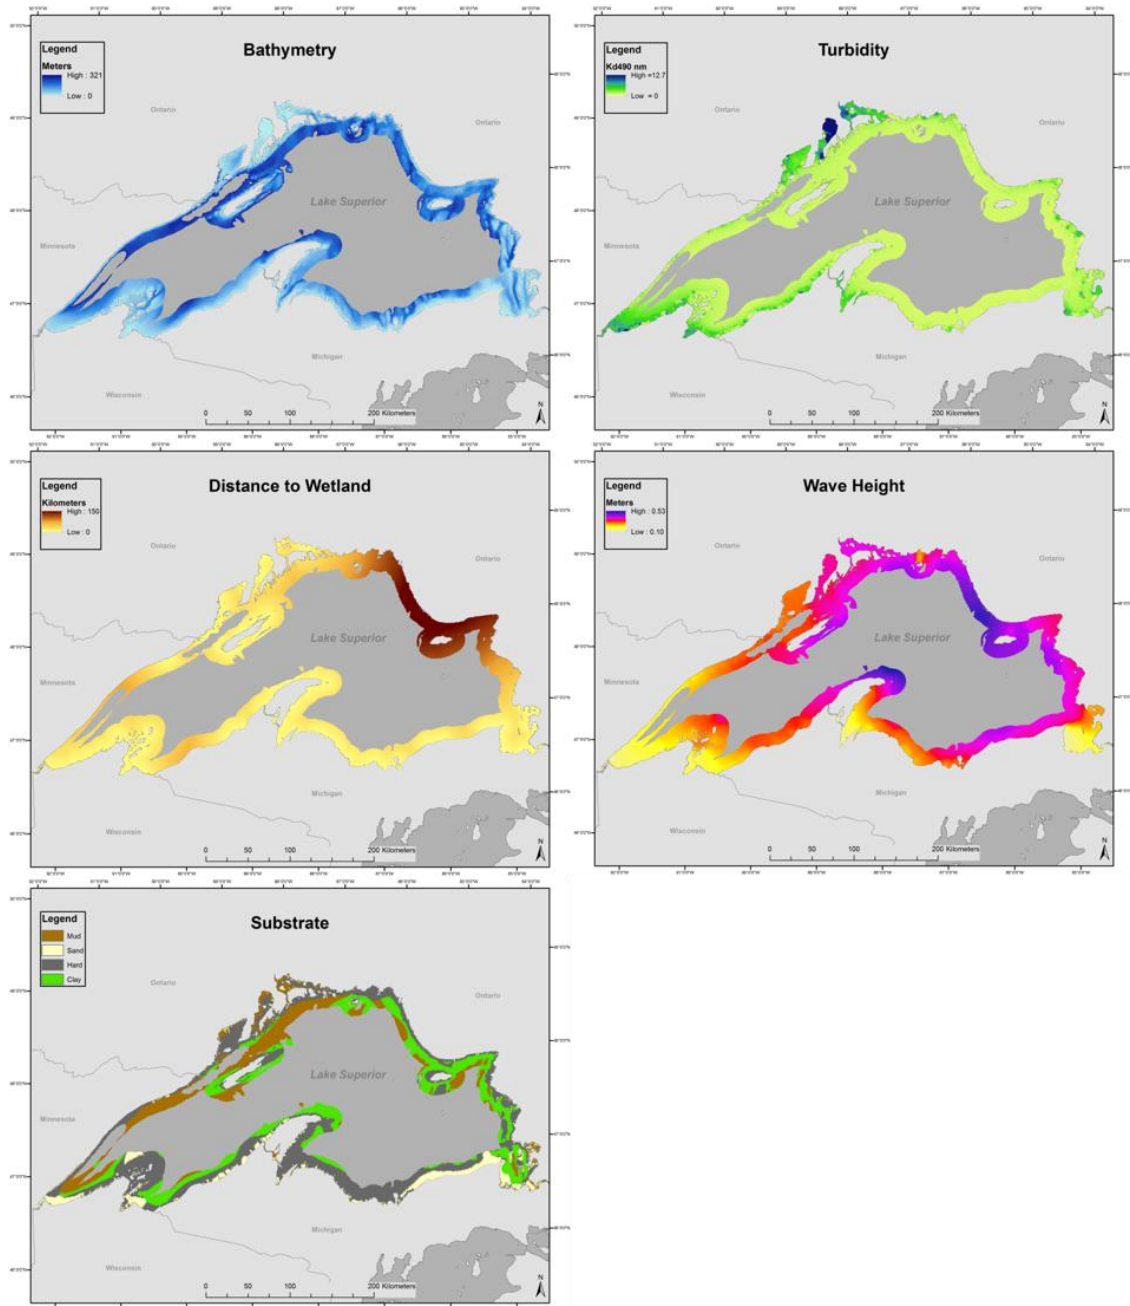 Bathymetry
Legend
Meters
High : 321
Low : 0
Ontario
Ontario
Lake Superior
Minnesota
Michigan
Wisconsin
0 50 100 200 Kilometers
N
Turbidity
Legend
Kd490 nm
High =12.7
Low = 0
Ontario
Ontario
Lake Superior
Minnesota
Michigan
Wisconsin
0 50 100 200 Kilometers
N
Distance to Wetland
Legend
Kilometers
High : 150
Low : 0
Ontario
Ontario
Lake Superior
Minnesota
Michigan
Wisconsin
0 50 100 200 Kilometers
N
Wave Height
Legend
Meters
High : 0.53
Low : 0.10
Ontario
Ontario
Lake Superior
Minnesota
Michigan
Wisconsin
0 50 100 200 Kilometers
N
Substrate
Legend
Mud
Sand
Hard
Clay
Ontario
Ontario
Lake Superior
Minnesota
Michigan
Wisconsin
0 50 100 200 Kilometers
N